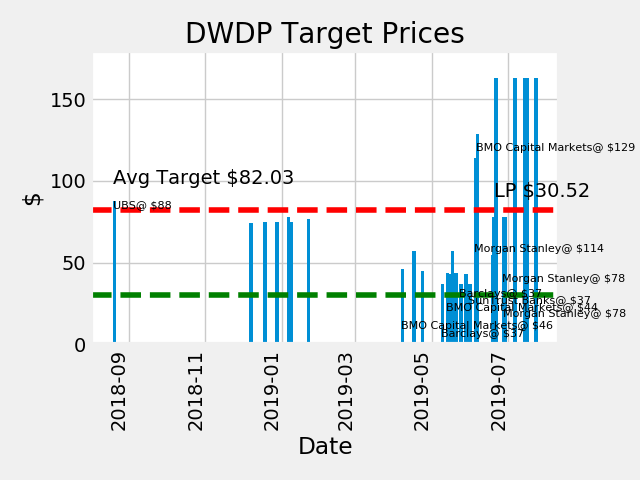 DWDP Target Prices
150
100
50
0
$
BMO Capital Markets@ $129
Avg Target $82.03
LP $30.52
UBS@ $88
Morgan Stanley@ $114
Morgan Stanley@ $78
Barclays@ $37
SunTrust Banks@ $37
BMO Capital Markets@ $44
Morgan Stanley@ $78
BMO Capital Markets@ $46
Barclays@ $37
2018-09
2018-11
2019-01
2019-03
2019-05
2019-07
Date